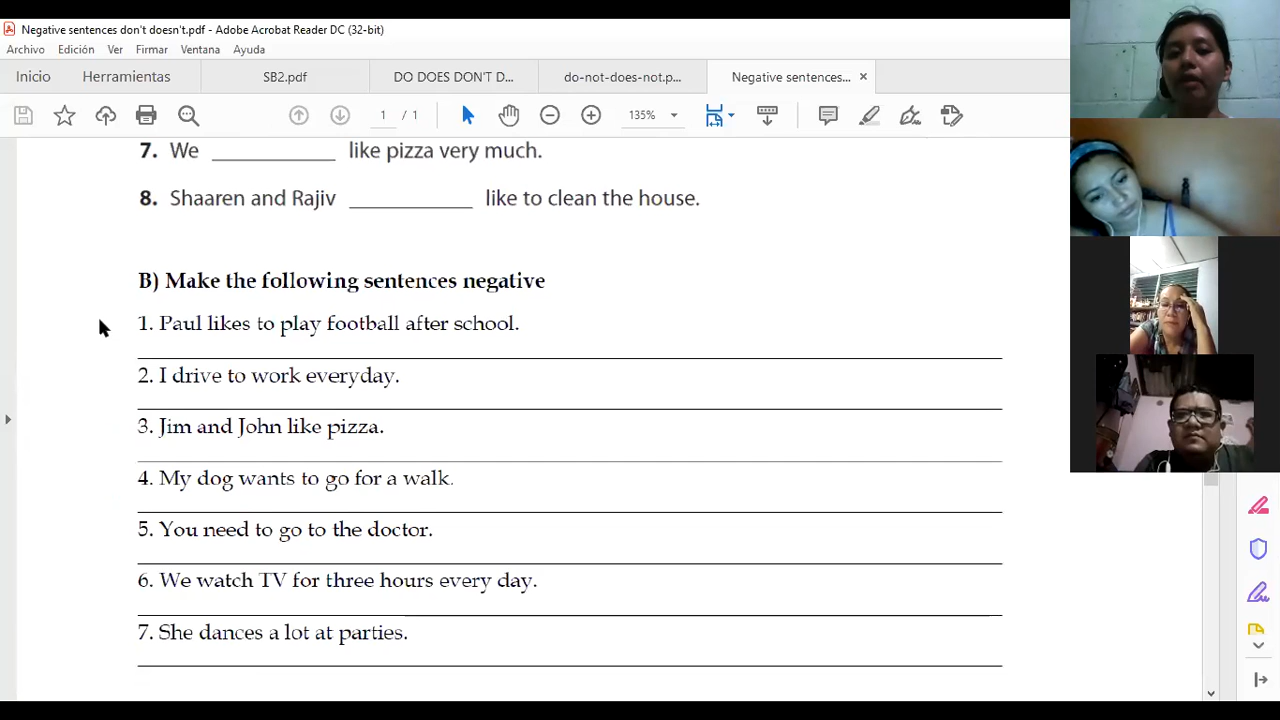 Negative sentences don't doesn't.pdf - Adobe Acrobat Reader DC (32-bit)
Archivo Edición Ver Firmar Ventana Ayuda
Inicio Herramientas SB2.pdf DO DOES DON'T D... do-not-does-not.p... Negative sentences... ×
1 / 1 135%
7. We ____________ like pizza very much.
8. Shaaren and Rajiv ____________ like to clean the house.
B) Make the following sentences negative
1. Paul likes to play football after school.
2. I drive to work everyday.
3. Jim and John like pizza.
4. My dog wants to go for a walk.
5. You need to go to the doctor.
6. We watch TV for three hours every day.
7. She dances a lot at parties.